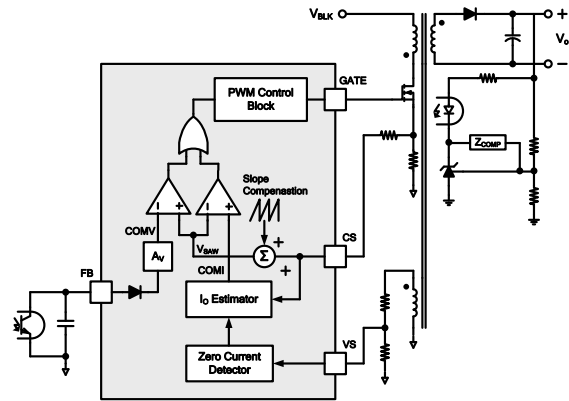 VBLK
+
Vo
−
GATE
PWM Control
Block
ZCOMP
Slope
Compenastion
− +
− +
COMV
VSAW
+
Σ
+
CS
AV
COMI
FB
IO Estimator
Zero Current
Detector
VS